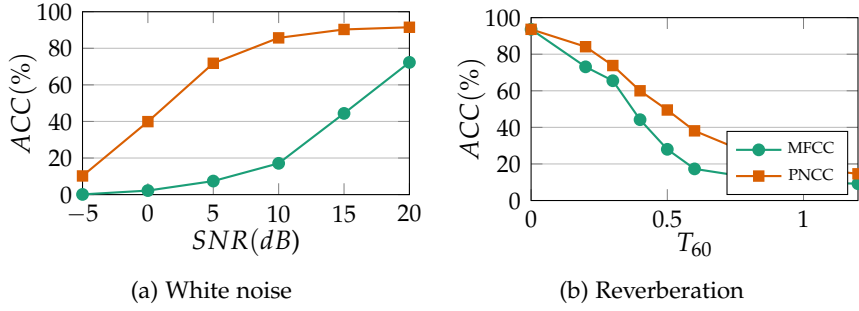 100
80
60
40
20
0
ACC(%)
−5 0 5 10 15 20
SNR(dB)
(a) White noise
100
80
60
40
20
0
ACC(%)
MFCC
PNCC
0 0.5 1
T60
(b) Reverberation